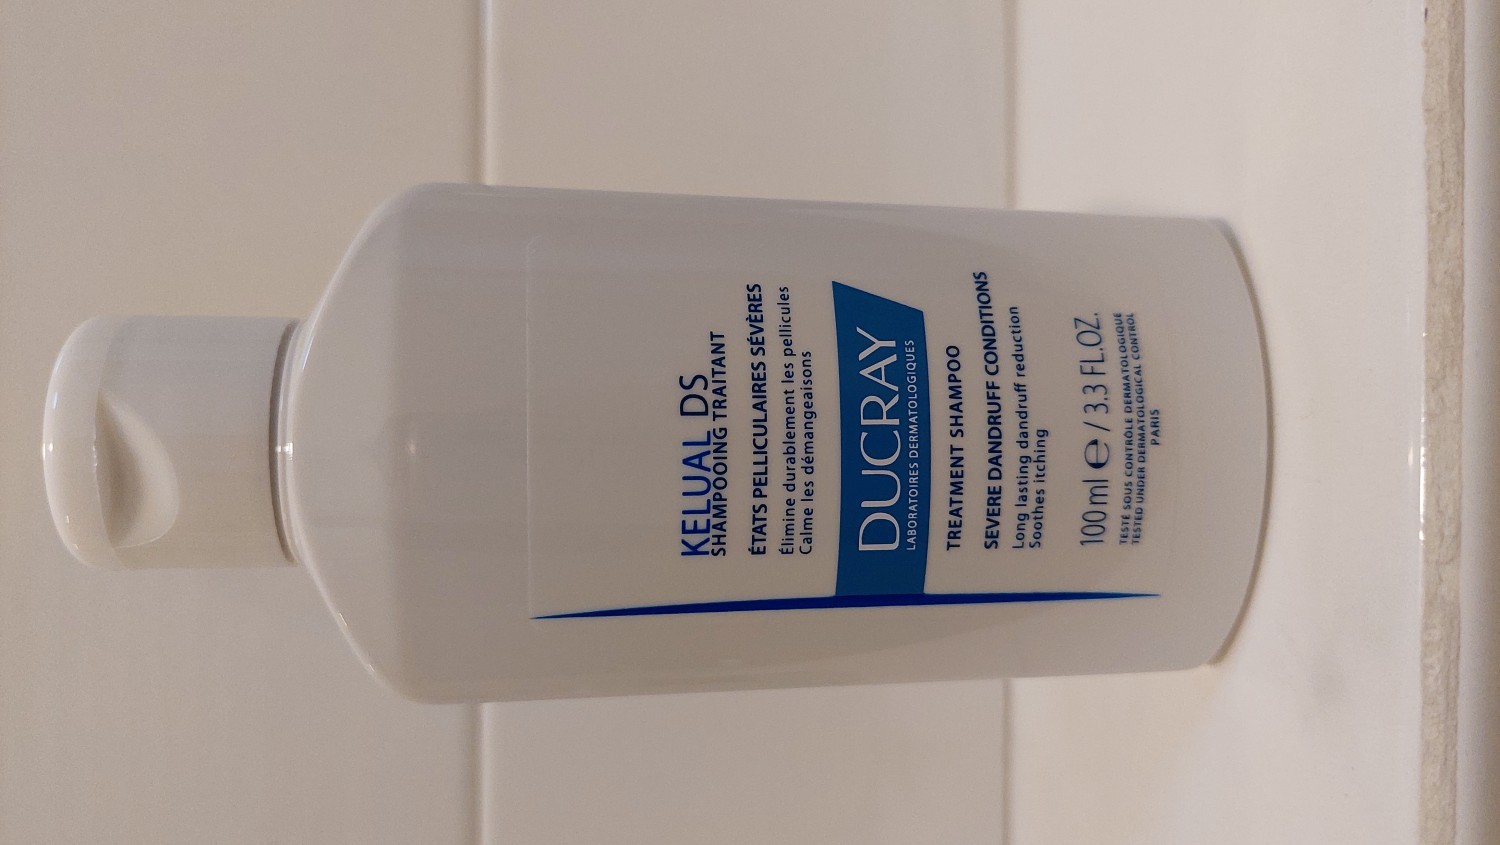 KELUAL DS
SHAMPOOING TRAITANT
ÉTATS PELLICULAIRES SÉVÈRES
Élimine durablement les pellicules
Calme les démangeaisons
DUCRAY
LABORATOIRES DERMATOLOGIQUES
TREATMENT SHAMPOO
SEVERE DANDRUFF CONDITIONS
Long lasting dandruff reduction
Soothes itching
100 ml ℮ / 3.3 FL.OZ.
TESTÉ SOUS CONTRÔLE DERMATOLOGIQUE
TESTED UNDER DERMATOLOGICAL CONTROL
PARIS